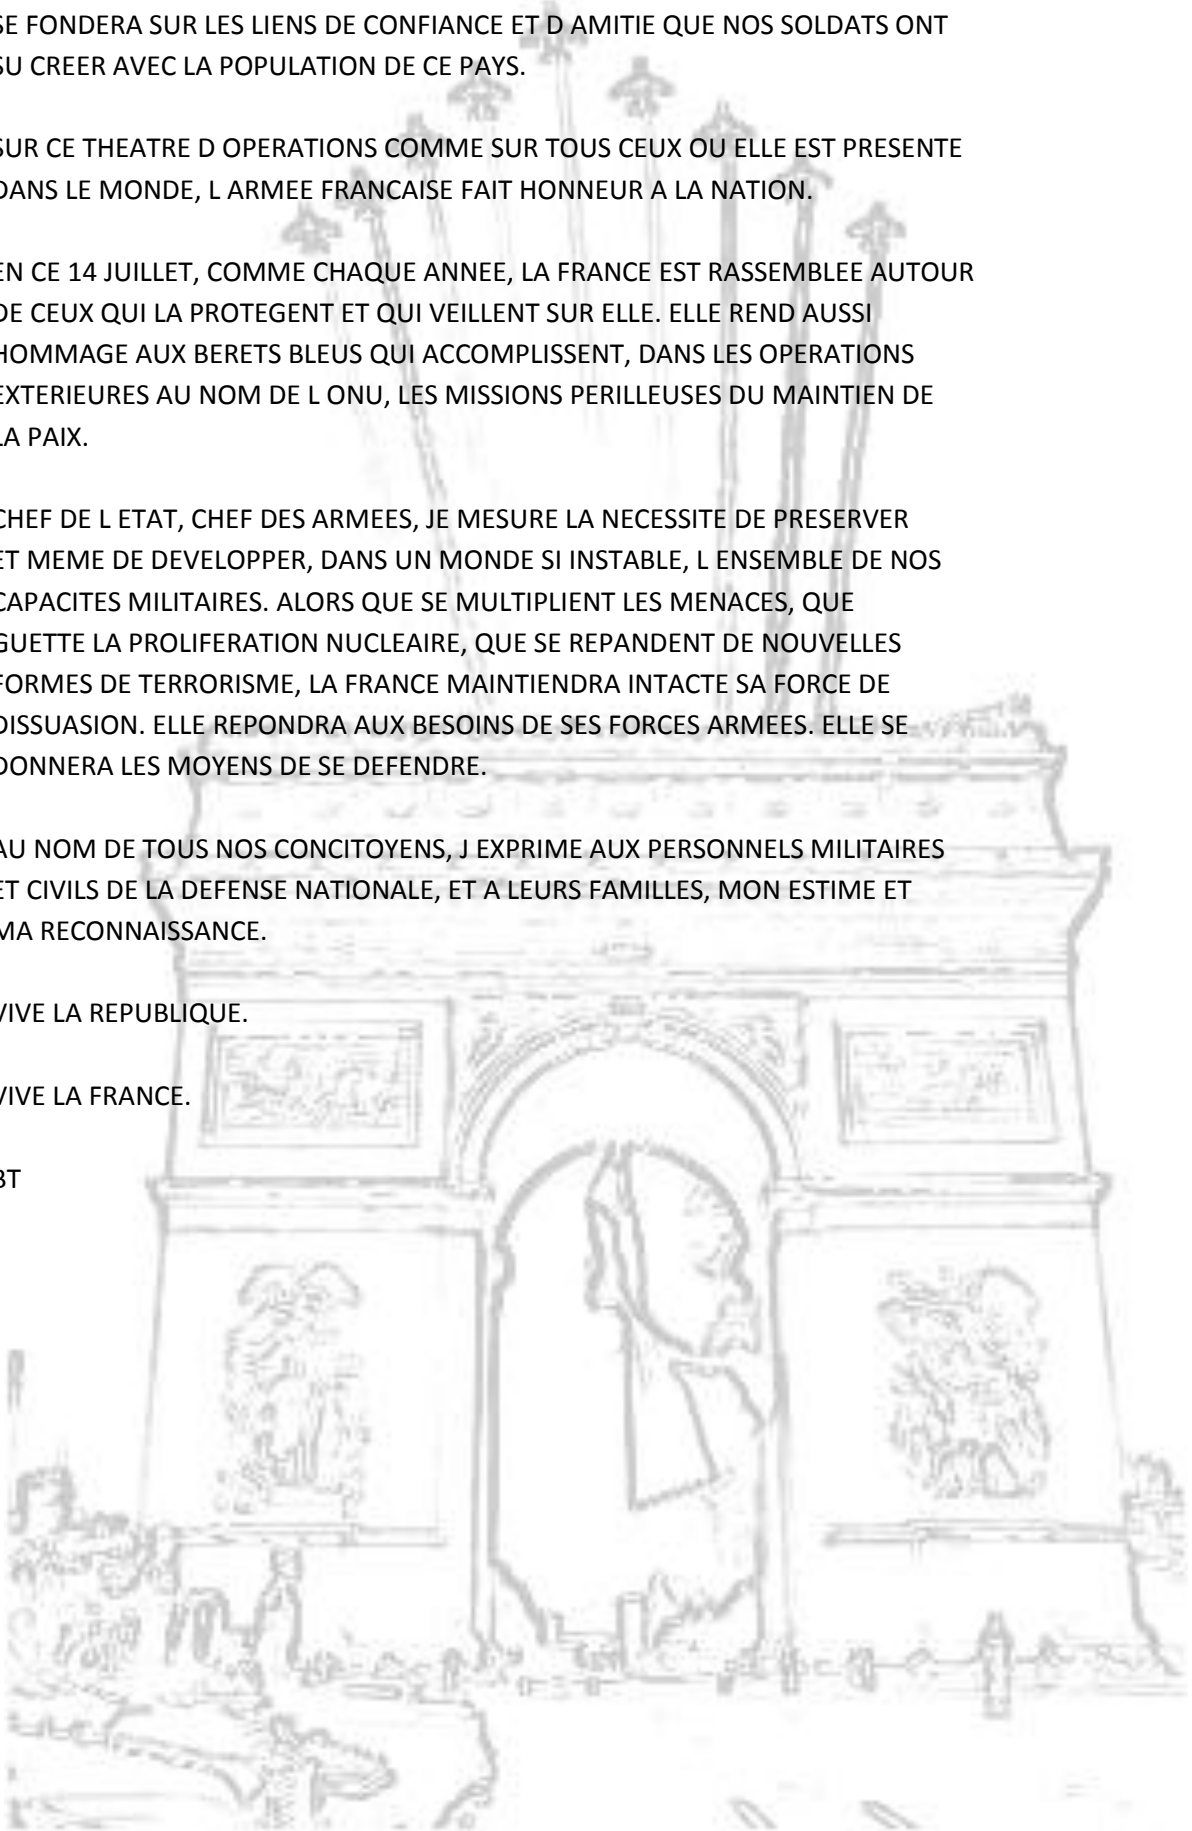 SE FONDERA SUR LES LIENS DE CONFIANCE ET D AMITIE QUE NOS SOLDATS ONT
SU CREER AVEC LA POPULATION DE CE PAYS.
SUR CE THEATRE D OPERATIONS COMME SUR TOUS CEUX OU ELLE EST PRESENTE
DANS LE MONDE, L ARMEE FRANCAISE FAIT HONNEUR A LA NATION.
EN CE 14 JUILLET, COMME CHAQUE ANNEE, LA FRANCE EST RASSEMBLEE AUTOUR
DE CEUX QUI LA PROTEGENT ET QUI VEILLENT SUR ELLE. ELLE REND AUSSI
HOMMAGE AUX BERETS BLEUS QUI ACCOMPLISSENT, DANS LES OPERATIONS
EXTERIEURES AU NOM DE L ONU, LES MISSIONS PERILLEUSES DU MAINTIEN DE
LA PAIX.
CHEF DE L ETAT, CHEF DES ARMEES, JE MESURE LA NECESSITE DE PRESERVER
ET MEME DE DEVELOPPER, DANS UN MONDE SI INSTABLE, L ENSEMBLE DE NOS
CAPACITES MILITAIRES. ALORS QUE SE MULTIPLIENT LES MENACES, QUE
GUETTE LA PROLIFERATION NUCLEAIRE, QUE SE REPANDENT DE NOUVELLES
FORMES DE TERRORISME, LA FRANCE MAINTIENDRA INTACTE SA FORCE DE
DISSUASION. ELLE REPONDRA AUX BESOINS DE SES FORCES ARMEES. ELLE SE
DONNERA LES MOYENS DE SE DEFENDRE.
AU NOM DE TOUS NOS CONCITOYENS, J EXPRIME AUX PERSONNELS MILITAIRES
ET CIVILS DE LA DEFENSE NATIONALE, ET A LEURS FAMILLES, MON ESTIME ET
MA RECONNAISSANCE.
VIVE LA REPUBLIQUE.
VIVE LA FRANCE.
BT